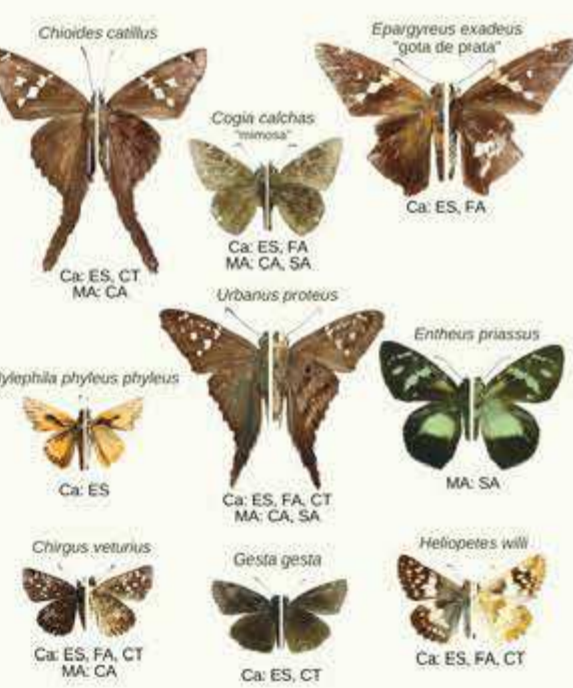 Chioides catillus
Ca: ES, CT
MA: CA
Cogia calchas
"mimosa"
Ca: ES, FA
MA: CA, SA
Epargyreus exadeus
"gota de prata"
Ca: ES, FA
ylephila phyleus phyleus
Ca: ES
Urbanus proteus
Ca: ES, FA, CT
MA: CA, SA
Entheus priassus
MA: SA
Chirgus veturius
Ca: ES, FA, CT
MA: CA
Gesta gesta
Ca: ES, CT
Heliopetes willi
Ca: ES, FA, CT